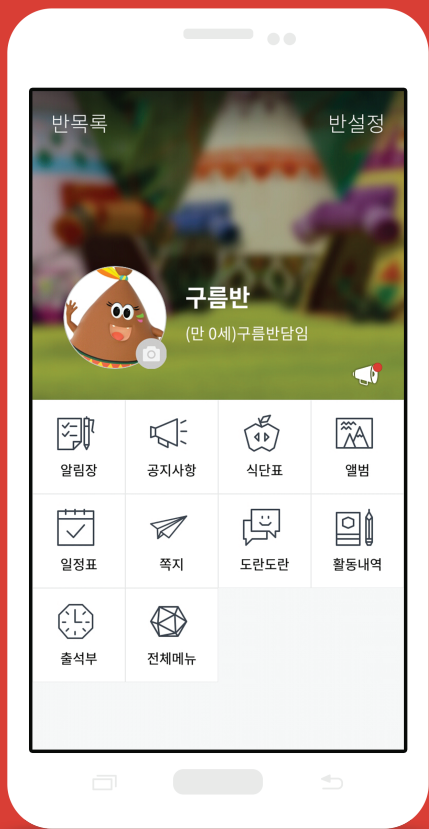 반목록 반설정
구름반
(만 0세)구름반담임
알림장 공지사항 식단표 앨범
일정표 쪽지 도란도란 활동내역
출석부 전체메뉴